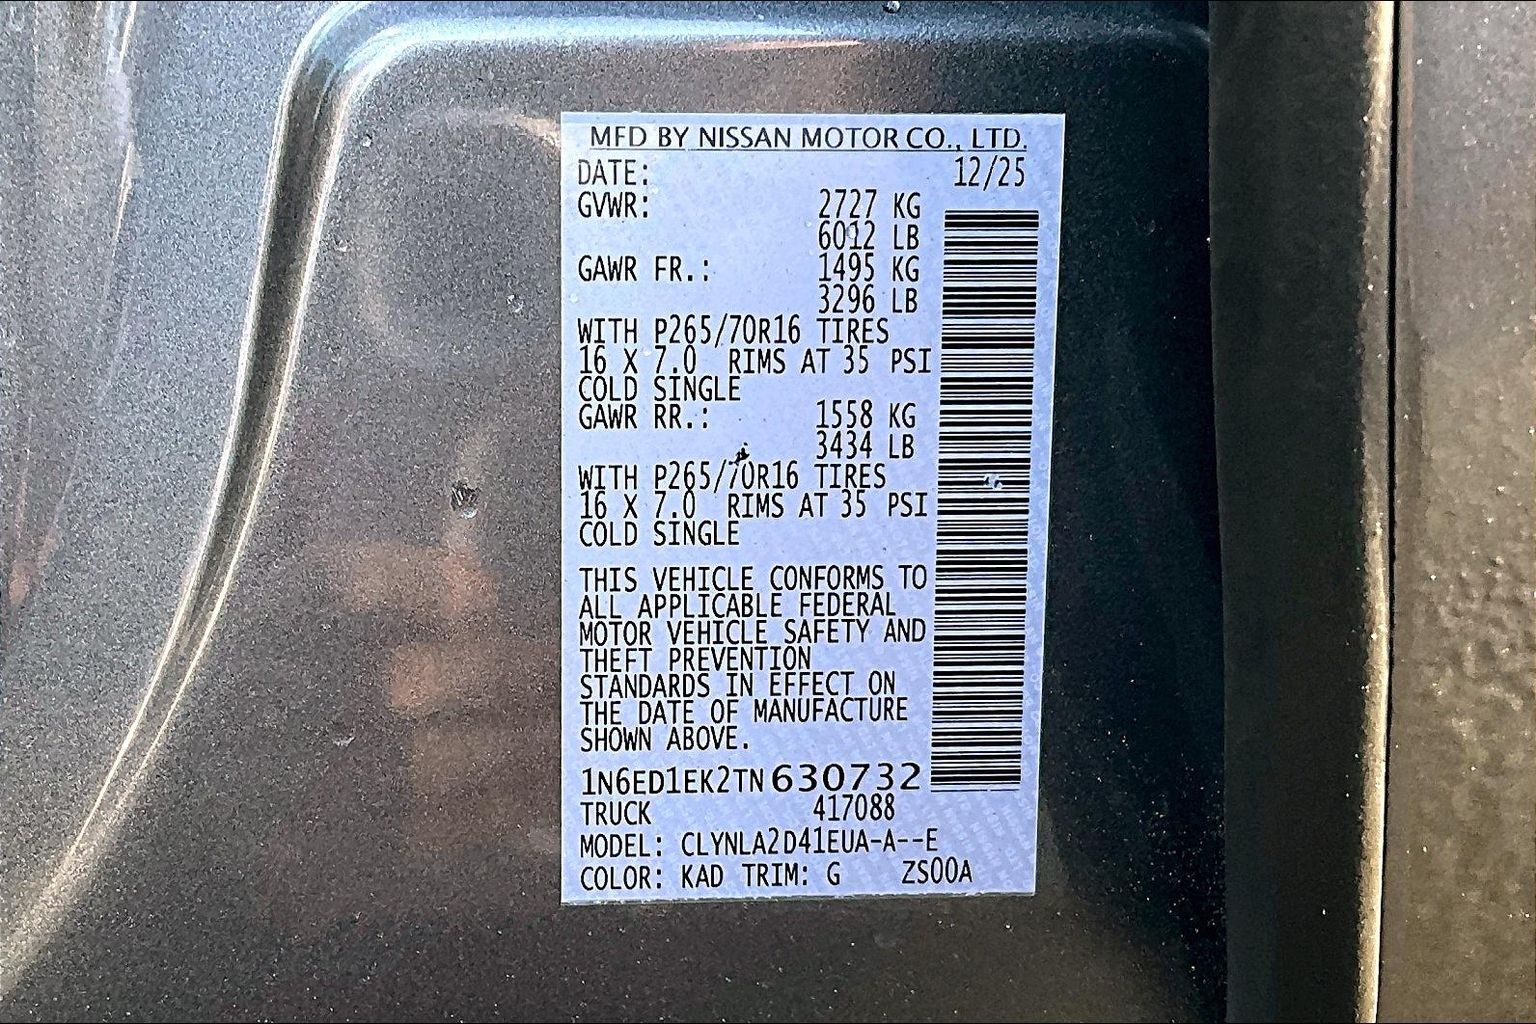 MFD BY NISSAN MOTOR CO., LTD.
DATE: 12/25
GVWR: 2727 KG
6012 LB
GAWR FR.: 1495 KG
3296 LB
WITH P265/70R16 TIRES
16 X 7.0 RIMS AT 35 PSI
COLD SINGLE
GAWR RR.: 1558 KG
3434 LB
WITH P265/70R16 TIRES
16 X 7.0 RIMS AT 35 PSI
COLD SINGLE
THIS VEHICLE CONFORMS TO
ALL APPLICABLE FEDERAL
MOTOR VEHICLE SAFETY AND
THEFT PREVENTION
STANDARDS IN EFFECT ON
THE DATE OF MANUFACTURE
SHOWN ABOVE.
1N6ED1EK2TN630732
TRUCK 417088
MODEL: CLYNLA2D41EUA-A--E
COLOR: KAD TRIM: G ZS00A